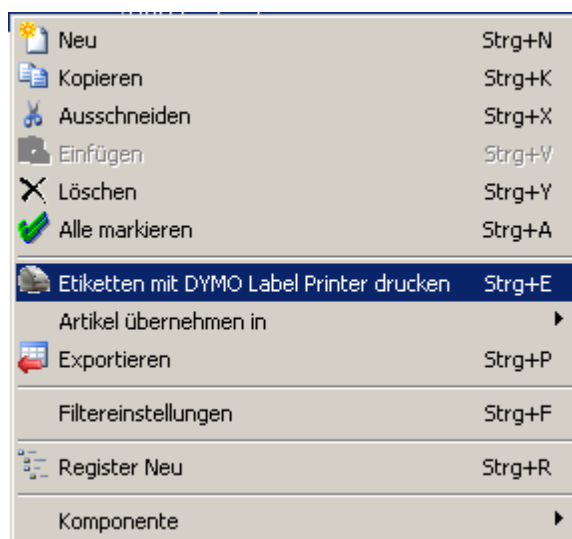 Neu Strg+N
Kopieren Strg+K
Ausschneiden Strg+X
Einfügen Strg+V
Löschen Strg+Y
Alle markieren Strg+A
Etiketten mit DYMO Label Printer drucken Strg+E
Artikel übernehmen in
Exportieren Strg+P
Filtereinstellungen Strg+F
Register Neu Strg+R
Komponente